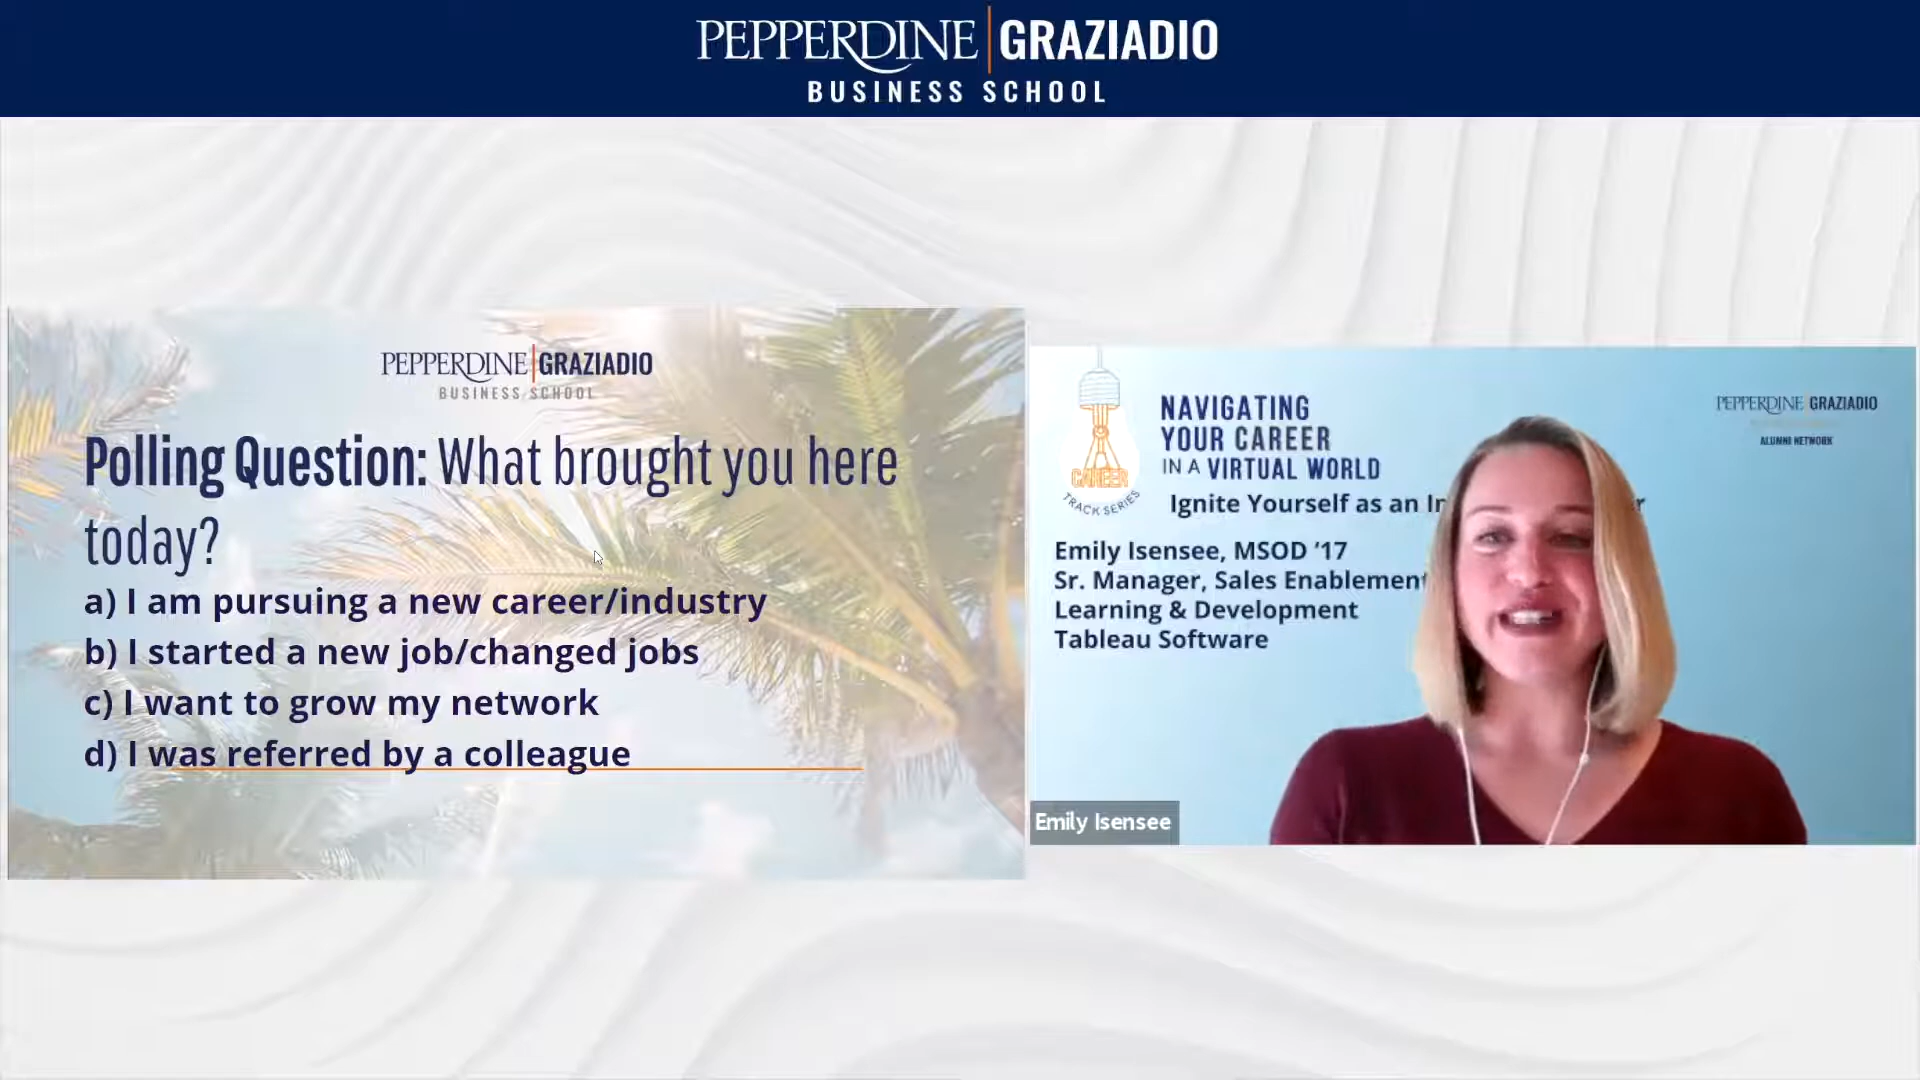 PEPPERDINE GRAZIADIO
BUSINESS SCHOOL
PEPPERDINE GRAZIADIO
BUSINESS SCHOOL
Polling Question: What brought you here
today?
a) I am pursuing a new career/industry
b) I started a new job/changed jobs
c) I want to grow my network
d) I was referred by a colleague
CAREER
TRACK SERIES
NAVIGATING
YOUR CAREER
IN A VIRTUAL WORLD
Ignite Yourself as an
PEPPERDINE GRAZIADIO
ALUMNI NETWORK
Emily Isensee, MSOD ‘17
Sr. Manager, Sales Enablement
Learning & Development
Tableau Software
Emily Isensee